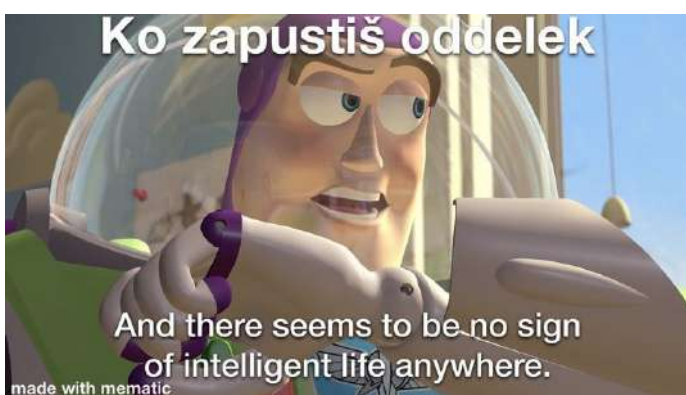 Ko zapustiš oddelek
And there seems to be no sign
of intelligent life anywhere.
made with mematic